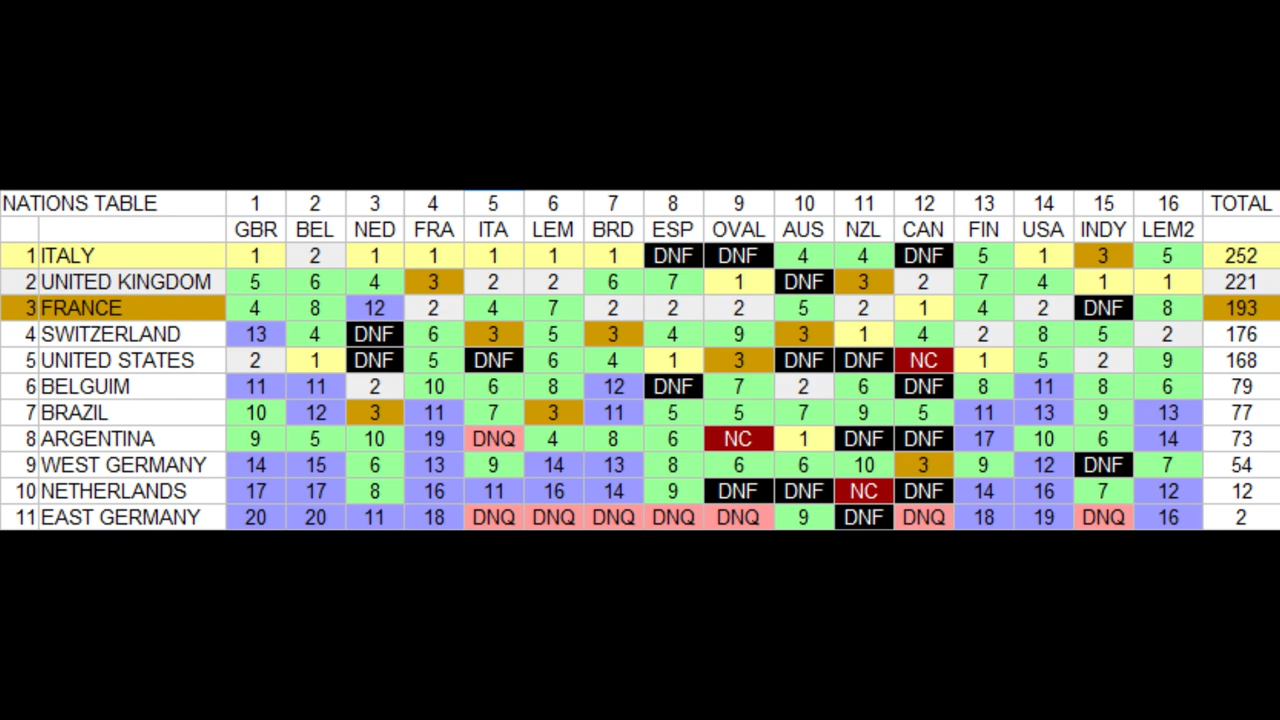 NATIONS TABLE 1 2 3 4 5 6 7 8 9 10 11 12 13 14 15 16 TOTAL
GBR BEL NED FRA ITA LEM BRD ESP OVAL AUS NZL CAN FIN USA INDY LEM2
1 ITALY 1 2 1 1 1 1 1 DNF DNF 4 4 DNF 5 1 3 5 252
2 UNITED KINGDOM 5 6 4 3 2 2 6 7 1 DNF 3 2 7 4 1 1 221
3 FRANCE 4 8 12 2 4 7 2 2 2 5 2 1 4 2 DNF 8 193
4 SWITZERLAND 13 4 DNF 6 3 5 3 4 9 3 1 4 2 8 5 2 176
5 UNITED STATES 2 1 DNF 5 DNF 6 4 1 3 DNF DNF NC 1 5 2 9 168
6 BELGUIM 11 11 2 10 6 8 12 DNF 7 2 6 DNF 8 11 8 6 79
7 BRAZIL 10 12 3 11 7 3 11 5 5 7 9 5 11 13 9 13 77
8 ARGENTINA 9 5 10 19 DNQ 4 8 6 NC 1 DNF DNF 17 10 6 14 73
9 WEST GERMANY 14 15 6 13 9 14 13 8 6 6 10 3 9 12 DNF 7 54
10 NETHERLANDS 17 17 8 16 11 16 14 9 DNF DNF NC DNF 14 16 7 12 12
11 EAST GERMANY 20 20 11 18 DNQ DNQ DNQ DNQ DNQ 9 DNF DNQ 18 19 DNQ 16 2